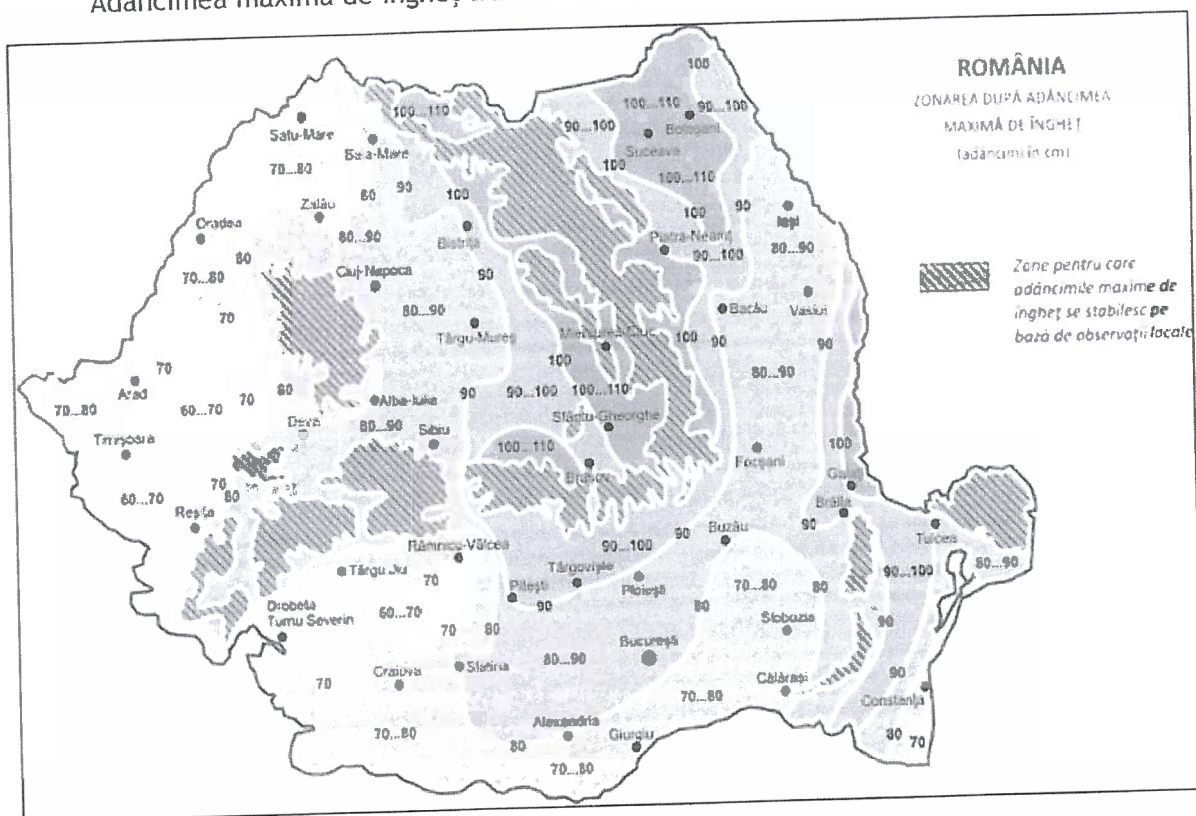 Adâncimea maximă de îngheț
ROMÂNIA
ZONAREA DUPĂ ADÂNCIMEA
MAXIMĂ DE ÎNGHEȚ
(adâncimi în cm)
Zone pentru care
adâncimile maxime de
îngheț se stabilesc pe
bază de observații locale
100
100...110
100...110
90...100
Satu-Mare
90...100
Botoșani
Baia-Mare
Suceava
70...80
100
100...110
80
90
100
Zalău
100
90
Iași
Oradea
80...90
Bistrița
Piatra-Neamț
80...90
80
90...100
70...80
Cluj-Napoca
90
70
80...90
Bacău
Vaslui
Târgu-Mureș
Miercurea-Ciuc
100
90
90
70
100
80...90
Arad
80
90
90...100
100...110
70...80
60...70
70
Alba-Iulia
Deva
80...90
Sibiu
Sfântu-Gheorghe
Timișoara
100...110
100
Focșani
Brașov
70
80
Galați
60...70
Brăila
Reșița
90
Buzău
90
Tulcea
Râmnicu-Vâlcea
90...100
80...90
70
Târgoviște
90...100
Târgu Jiu
Pitești
Ploiești
70...80
80
90
Drobeta
Turnu Severin
60...70
80
Slobozia
90
70
80
București
80...90
Slatina
90
70
Craiova
70...80
Călărași
Constanța
Alexandria
70...80
80
Giurgiu
80
70
70...80